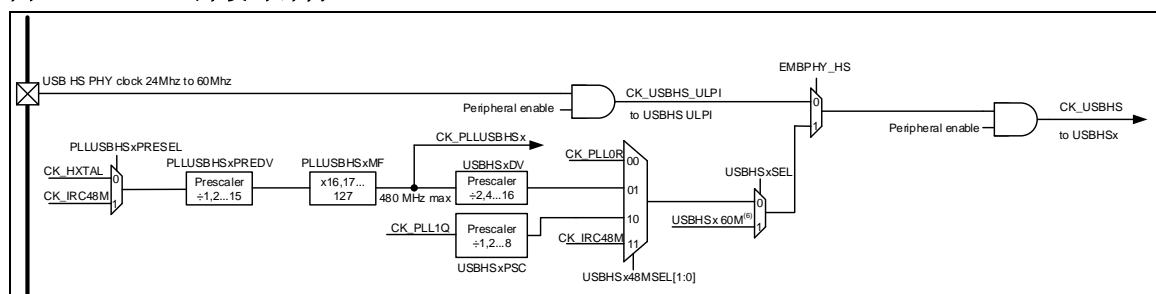 USB HS PHY clock 24Mhz to 60Mhz
EMBPHY_HS
CK_USBHS_ULPI
0
Peripheral enable
to USBHS ULPI
CK_USBHS
1
Peripheral enable
to USBHSx
CK_PLLUSBHSx
PLLUSBHSxPRESEL
PLLUSBHSxPREDV
PLLUSBHSxMF
USBHSxDV
CK_PLL0R
00
CK_HXTAL
0
Prescaler
÷1,2...15
x16,17...
127
480 MHz max
Prescaler
÷2,4...16
01
USBHSxSEL
CK_IRC48M
1
0
USBHSx 60M(6)
1
CK_PLL1Q
Prescaler
÷1,2...8
10
CK_IRC48M
11
USBHSxPSC
USBHSx48MSEL[1:0]